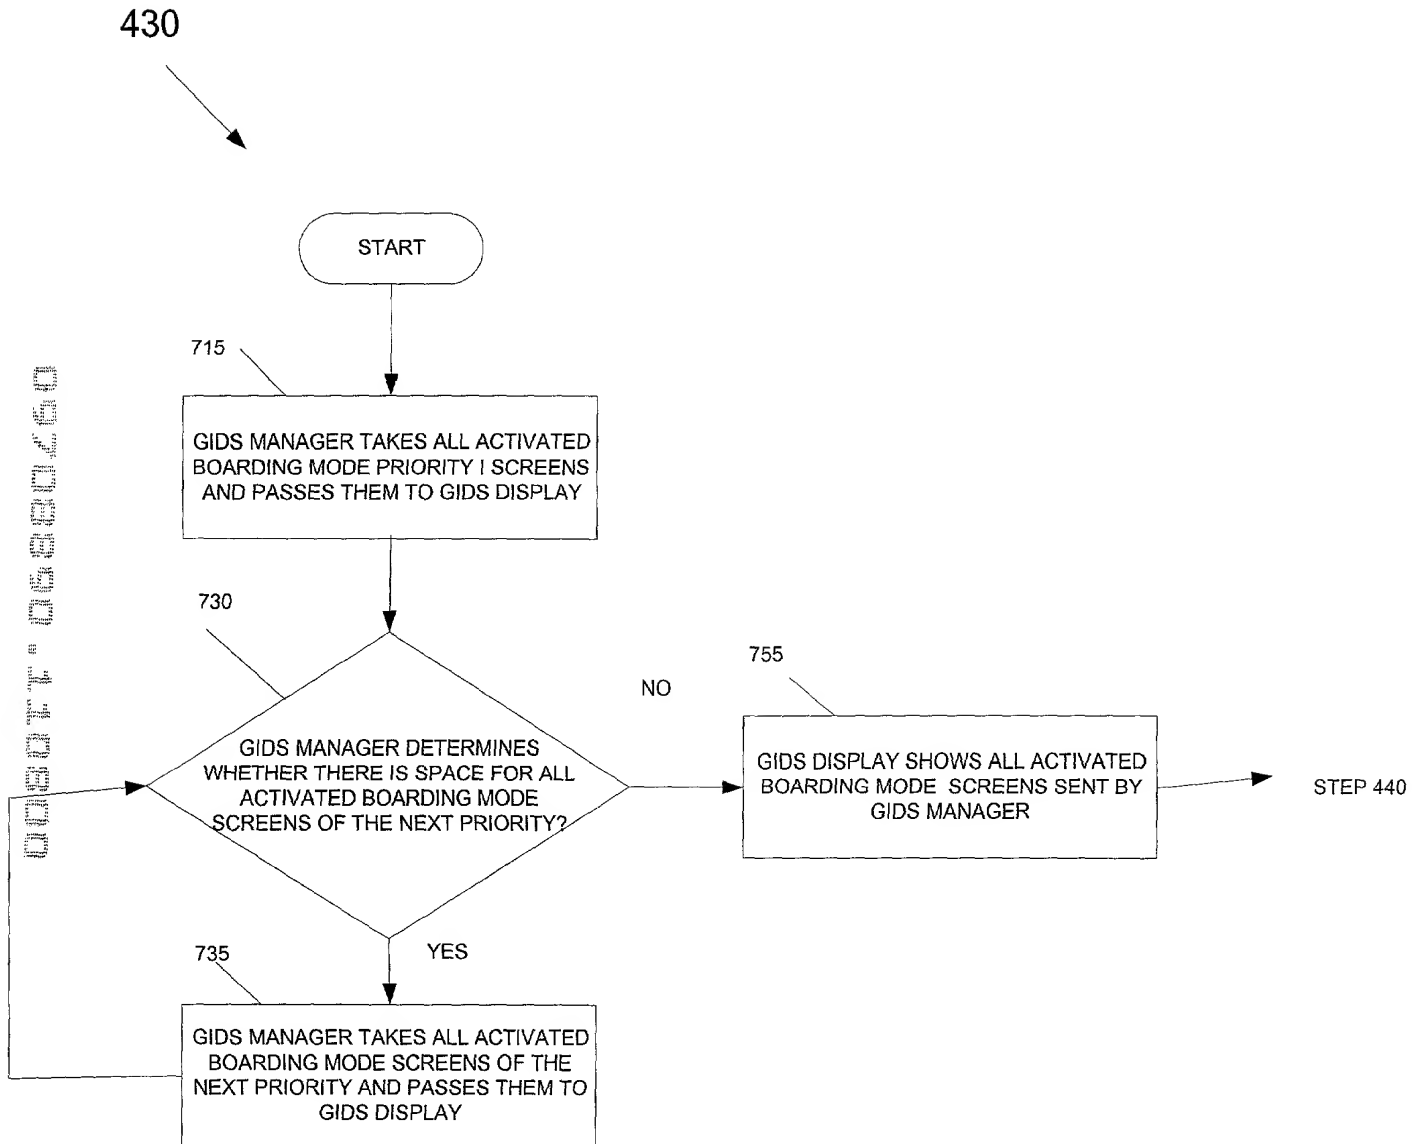 430
START
715
GIDS MANAGER TAKES ALL ACTIVATED
BOARDING MODE PRIORITY I SCREENS
AND PASSES THEM TO GIDS DISPLAY
730
GIDS MANAGER DETERMINES
WHETHER THERE IS SPACE FOR ALL
ACTIVATED BOARDING MODE
SCREENS OF THE NEXT PRIORITY?
NO
755
GIDS DISPLAY SHOWS ALL ACTIVATED
BOARDING MODE SCREENS SENT BY
GIDS MANAGER
STEP 440
YES
735
GIDS MANAGER TAKES ALL ACTIVATED
BOARDING MODE SCREENS OF THE
NEXT PRIORITY AND PASSES THEM TO
GIDS DISPLAY